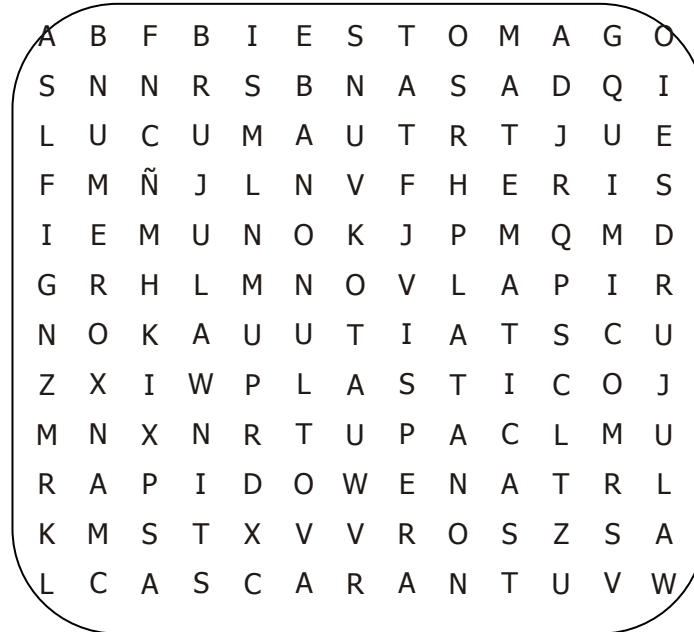 A B F B I E S T O M A G O
S N N R S B N A S A D Q I
L U C U M A U T R T J U E
F M Ñ J L N V F H E R I S
I E M U N O K J P M Q M D
G R H L M N O V L A P I R
N O K A U U T I A T S C U
Z X I W P L A S T I C O J
M N X N R T U P A C L M U
R A P I D O W E N A T R L
K M S T X V V R O S Z S A
L C A S C A R A N T U V W